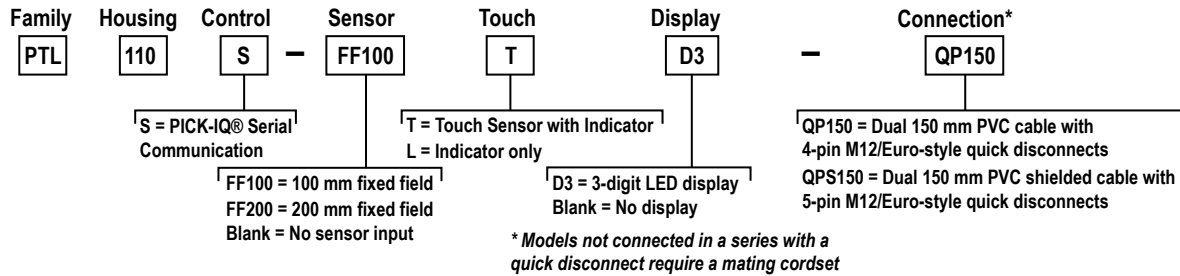 Family Housing Control Sensor Touch Display Connection*
PTL 110 S – FF100 T D3 – QP150
S = PICK-IQ® Serial
Communication
FF100 = 100 mm fixed field
FF200 = 200 mm fixed field
Blank = No sensor input
T = Touch Sensor with Indicator
L = Indicator only
D3 = 3-digit LED display
Blank = No display
QP150 = Dual 150 mm PVC cable with
4-pin M12/Euro-style quick disconnects
QPS150 = Dual 150 mm PVC shielded cable with
5-pin M12/Euro-style quick disconnects
* Models not connected in a series with a
quick disconnect require a mating cordset